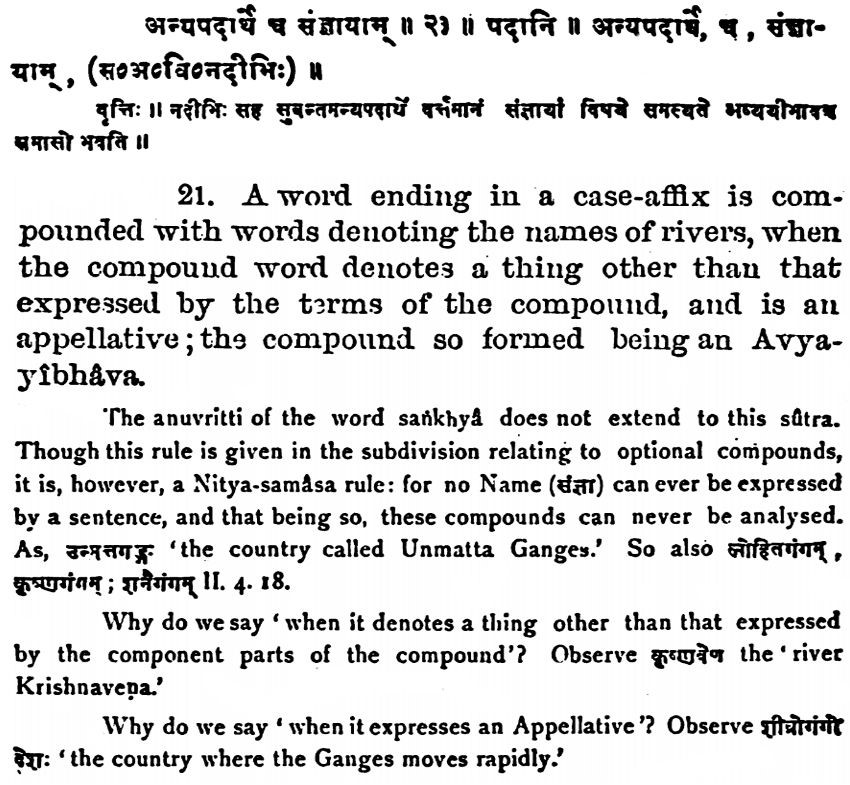 अन्यपदार्थे च संज्ञायाम् ॥ २१ ॥ पदानि ॥ अन्यपदार्थे, च, संज्ञा-
याम्, (स०अ०वि०नदीभिः) ॥
वृत्तिः ॥ नदीभिः सह सुबन्तमन्यपदार्थे वर्त्तमानं संज्ञायां विषये समस्यते अव्ययीभावश्च
समासो भवति ॥
21. A word ending in a case-affix is com-
pounded with words denoting the names of rivers, when
the compound word denotes a thing other than that
expressed by the terms of the compound, and is an
appellative; the compound so formed being an Avya-
yîbhâva.
The anuvritti of the word saṅkhyâ does not extend to this sûtra.
Though this rule is given in the subdivision relating to optional compounds,
it is, however, a Nitya-samâsa rule: for no Name (संज्ञा) can ever be expressed
by a sentence, and that being so, these compounds can never be analysed.
As, उन्मत्तगङ्गः 'the country called Unmatta Ganges.' So also लोहितगंगम्,
कृष्णगंगम्; शनैगंगम् II. 4. 18.
Why do we say 'when it denotes a thing other than that expressed
by the component parts of the compound'? Observe कृष्णवेण the 'river
Krishnaveṇa.'
Why do we say 'when it expresses an Appellative'? Observe शीघ्रोगंगो
देशः 'the country where the Ganges moves rapidly.'